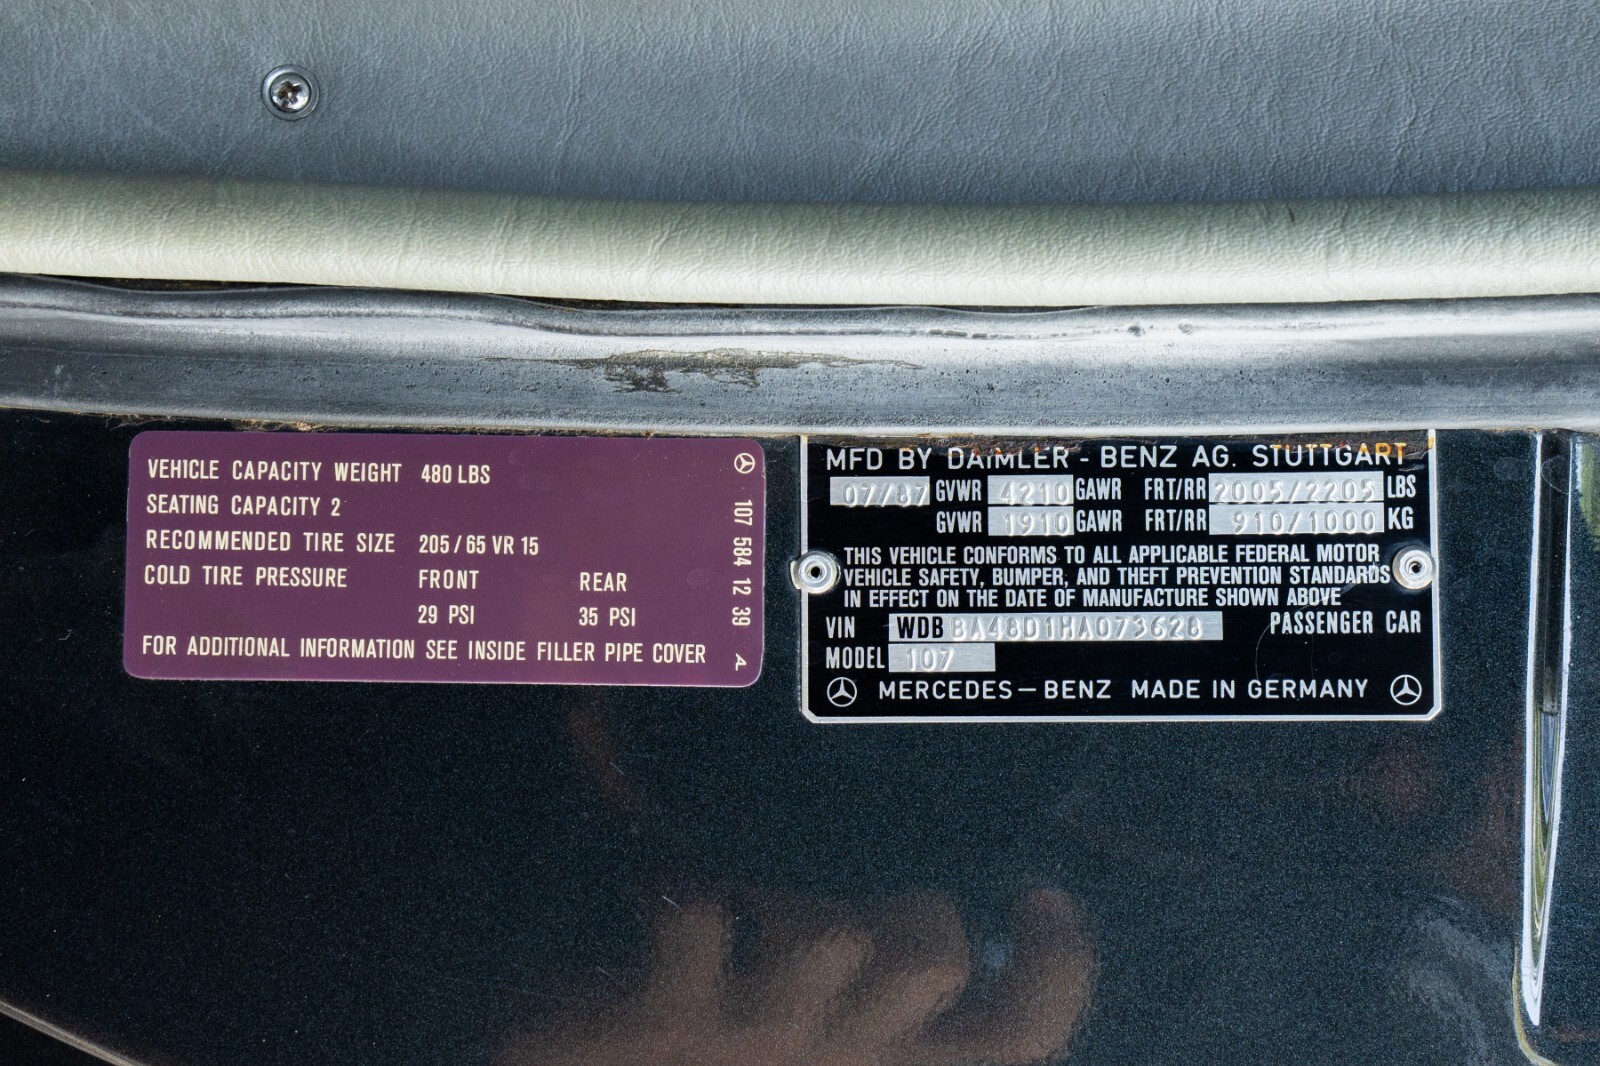 VEHICLE CAPACITY WEIGHT 480 LBS
SEATING CAPACITY 2
RECOMMENDED TIRE SIZE 205 / 65 VR 15
COLD TIRE PRESSURE FRONT REAR
29 PSI 35 PSI
FOR ADDITIONAL INFORMATION SEE INSIDE FILLER PIPE COVER
107 584 12 39 A
MFD BY DAIMLER - BENZ AG. STUTTGART
07/87 GVWR 4210 GAWR FRT/RR 2005/2205 LBS
GVWR 1910 GAWR FRT/RR 910/1000 KG
THIS VEHICLE CONFORMS TO ALL APPLICABLE FEDERAL MOTOR
VEHICLE SAFETY, BUMPER, AND THEFT PREVENTION STANDARDS
IN EFFECT ON THE DATE OF MANUFACTURE SHOWN ABOVE
VIN WDBBA48D1HA073628 PASSENGER CAR
MODEL 107
MERCEDES - BENZ MADE IN GERMANY